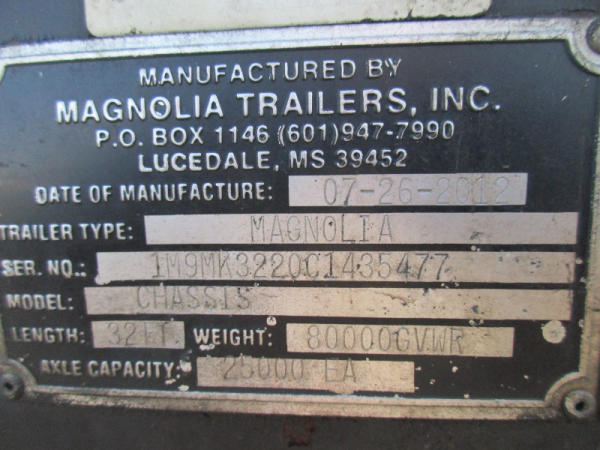 MANUFACTURED BY
MAGNOLIA TRAILERS, INC.
P.O. BOX 1146 (601)947-7990
LUCEDALE, MS 39452
DATE OF MANUFACTURE: 07-26-2012
TRAILER TYPE: MAGNOLIA
SER. NO.: 1M9MK3220C1435477
MODEL: CHASSIS
LENGTH: 32FT WEIGHT: 80000GVWR
AXLE CAPACITY: 25000 EA